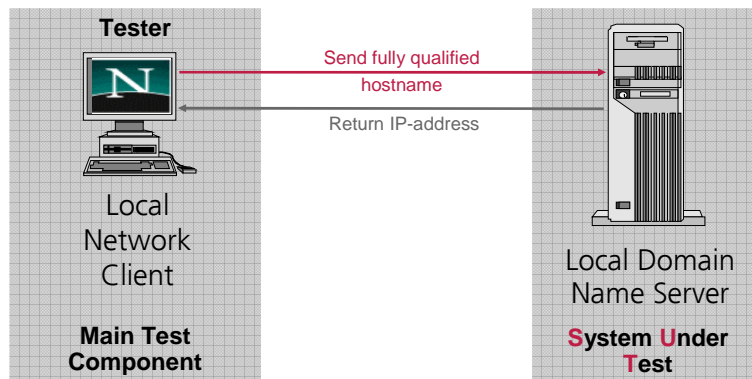 Tester
N
Send fully qualified
hostname
Return IP-address
Local
Network
Client
Main Test
Component
Local Domain
Name Server
System Under
Test